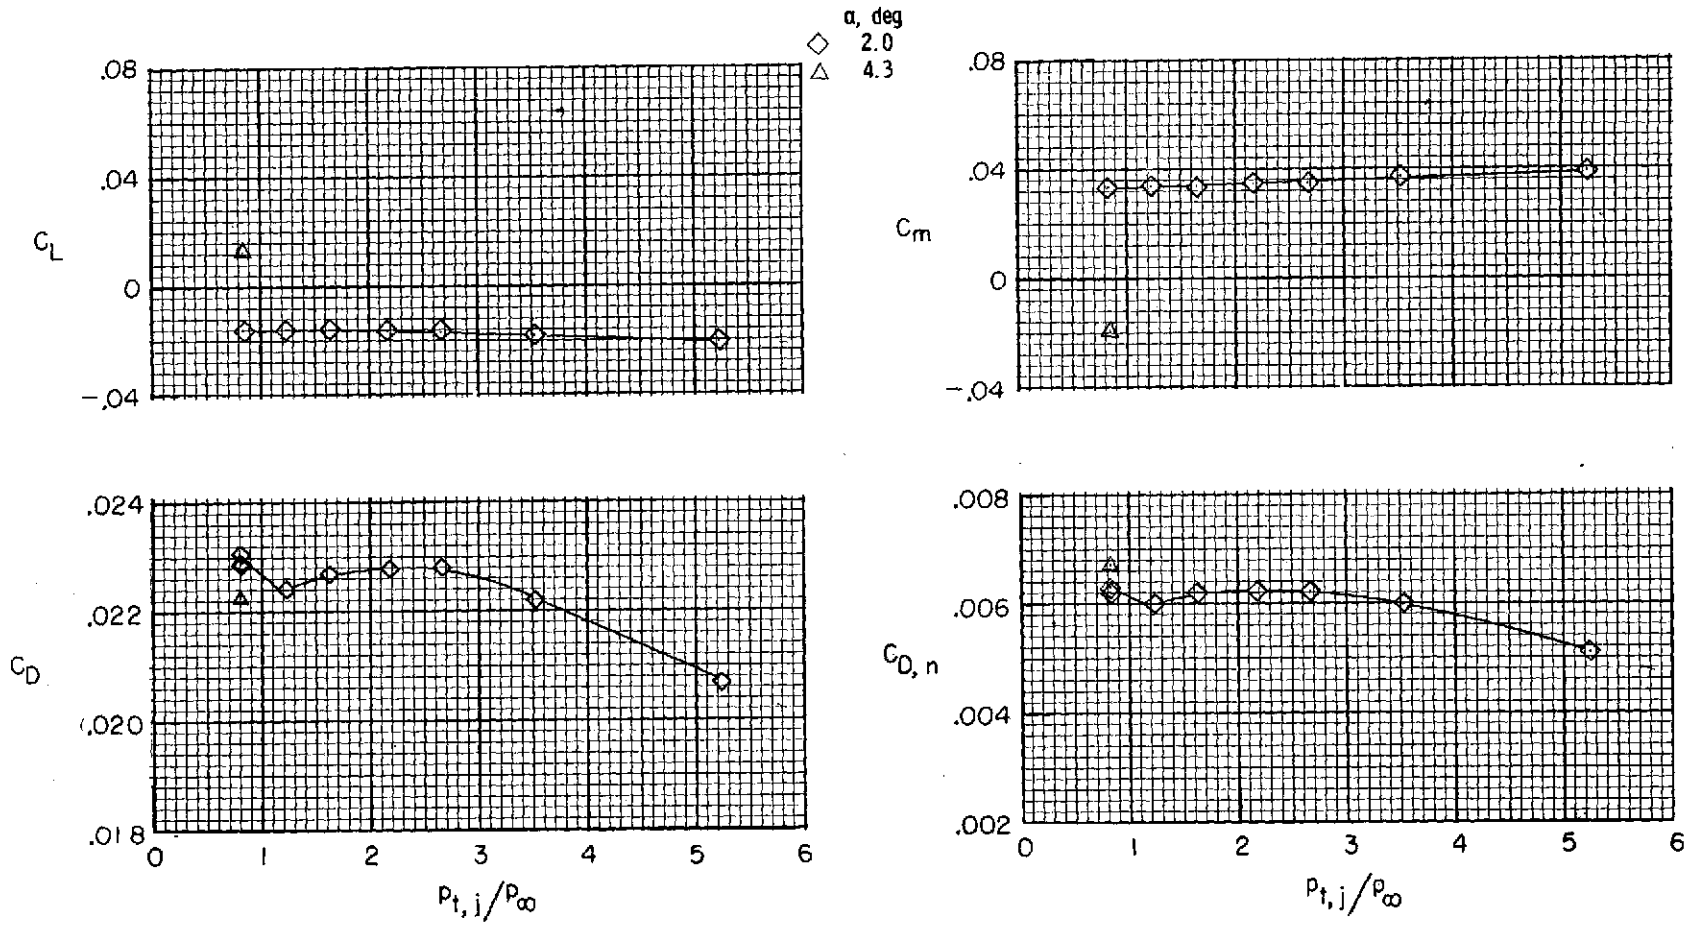 α, deg
◇ 2.0
△ 4.3
.08
.04
0
-.04
C_L
.08
.04
0
-.04
C_m
.024
.022
.020
.018
C_D
0 1 2 3 4 5 6
p_t,j/p_∞
.008
.006
.004
.002
C_D,n
0 1 2 3 4 5 6
p_t,j/p_∞